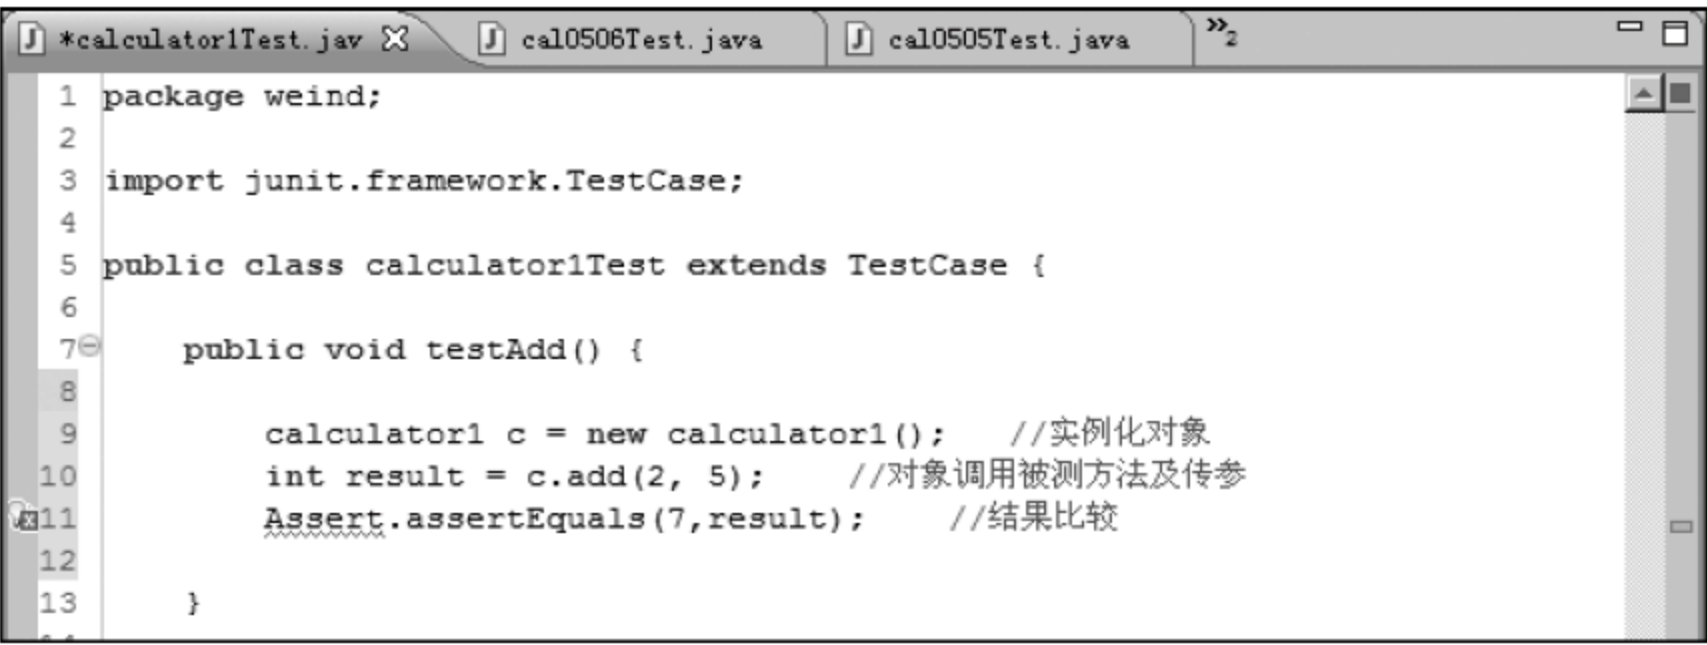 *calculator1Test.jav cal0506Test.java cal0505Test.java »2
1 package weind;
2
3 import junit.framework.TestCase;
4
5 public class calculator1Test extends TestCase {
6
7 public void testAdd() {
8
9 calculator1 c = new calculator1(); //实例化对象
10 int result = c.add(2, 5); //对象调用被测方法及传参
11 Assert.assertEquals(7,result); //结果比较
12
13 }